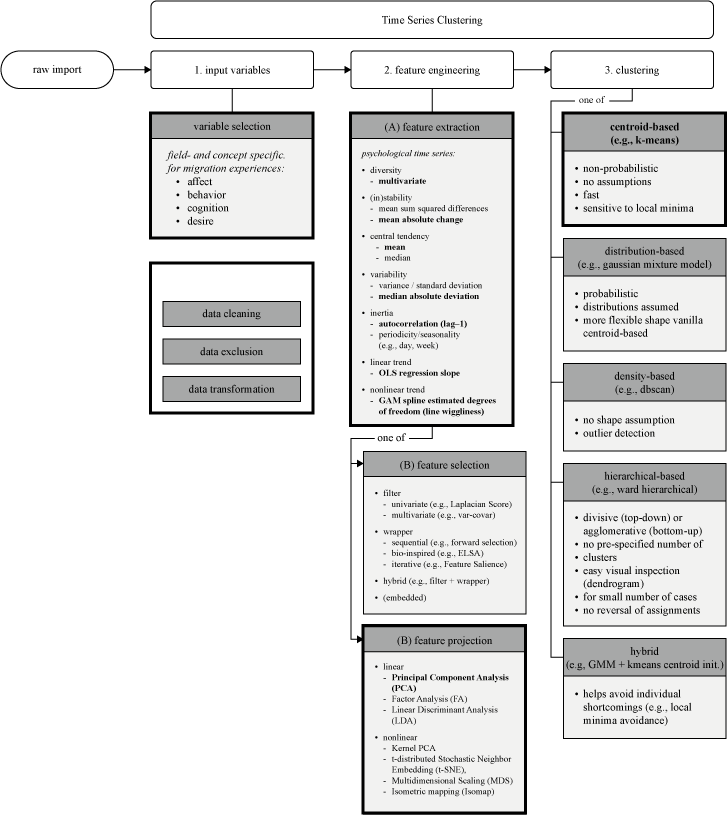 Time Series Clustering
raw import
1. input variables
2. feature engineering
3. clustering
variable selection
field- and concept specific.
for migration experiences:
• affect
• behavior
• cognition
• desire
data cleaning
data exclusion
data transformation
(A) feature extraction
psychological time series:
• diversity
- multivariate
• (in)stability
- mean sum squared differences
- mean absolute change
• central tendency
- mean
- median
• variability
- variance / standard deviation
- median absolute deviation
• inertia
- autocorrelation (lag–1)
- periodicity/seasonality
(e.g., day, week)
• linear trend
- OLS regression slope
• nonlinear trend
- GAM spline estimated degrees
of freedom (line wiggliness)
one of
(B) feature selection
• filter
- univariate (e.g., Laplacian Score)
- multivariate (e.g., var-covar)
• wrapper
- sequential (e.g., forward selection)
- bio-inspired (e.g., ELSA)
- iterative (e.g., Feature Salience)
• hybrid (e.g., filter + wrapper)
• (embedded)
(B) feature projection
• linear
- Principal Component Analysis
(PCA)
- Factor Analysis (FA)
- Linear Discriminant Analysis
(LDA)
• nonlinear
- Kernel PCA
- t-distributed Stochastic Neighbor
Embedding (t-SNE),
- Multidimensional Scaling (MDS)
- Isometric mapping (Isomap)
one of
centroid-based
(e.g., k-means)
• non-probabilistic
• no assumptions
• fast
• sensitive to local minima
distribution-based
(e.g., gaussian mixture model)
• probabilistic
• distributions assumed
• more flexible shape vanilla
centroid-based
density-based
(e.g., dbscan)
• no shape assumption
• outlier detection
hierarchical-based
(e.g., ward hierarchical)
• divisive (top-down) or
agglomerative (bottom-up)
• no pre-specified number of
• clusters
• easy visual inspection
(dendrogram)
• for small number of cases
• no reversal of assignments
hybrid
(e.g, GMM + kmeans centroid init.)
• helps avoid individual
shortcomings (e.g., local
minima avoidance)